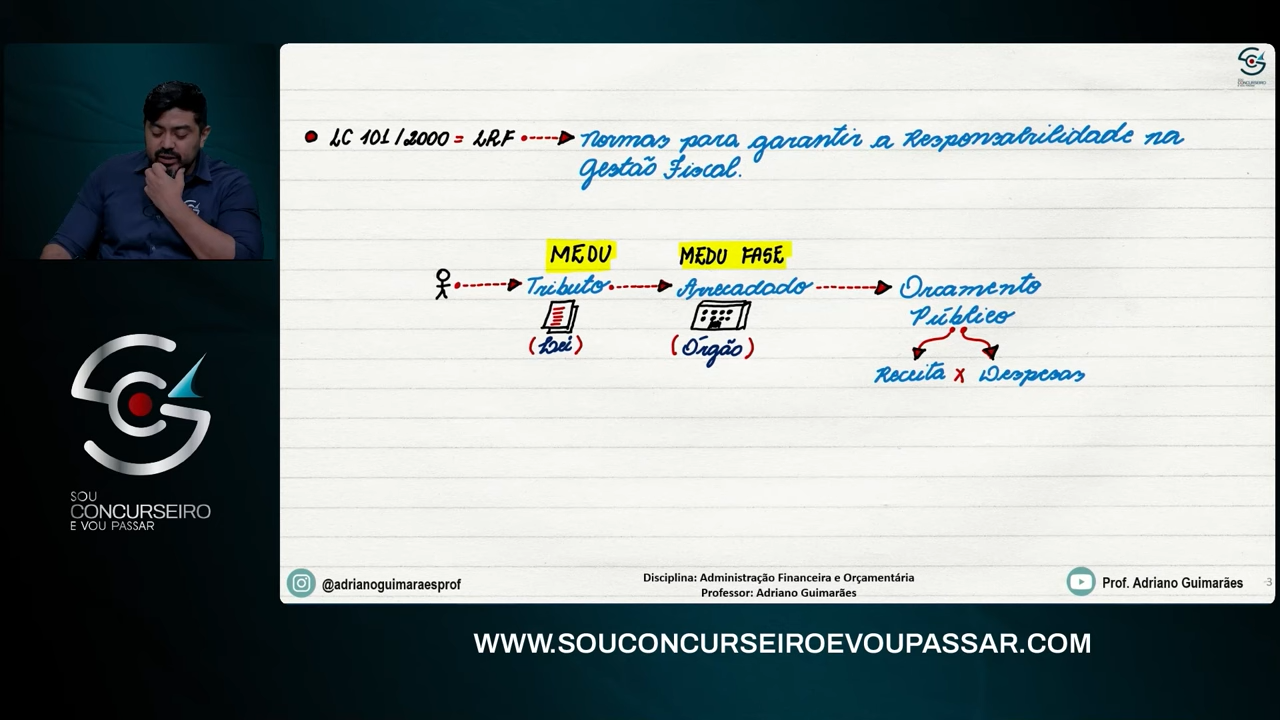 LC 101/2000 = LRF Normas para garantir a Responsabilidade na
Gestão Fiscal.
MEDU MEDU FASE
Tributo Arrecadado Orçamento
Público
(Lei) (Órgão)
Receita x Despesas
SOU
CONCURSEIRO
E VOU PASSAR
@adrianoguimaraesprof
Disciplina: Administração Financeira e Orçamentária
Professor: Adriano Guimarães
Prof. Adriano Guimarães
3
WWW.SOUCONCURSEIROEVOUPASSAR.COM